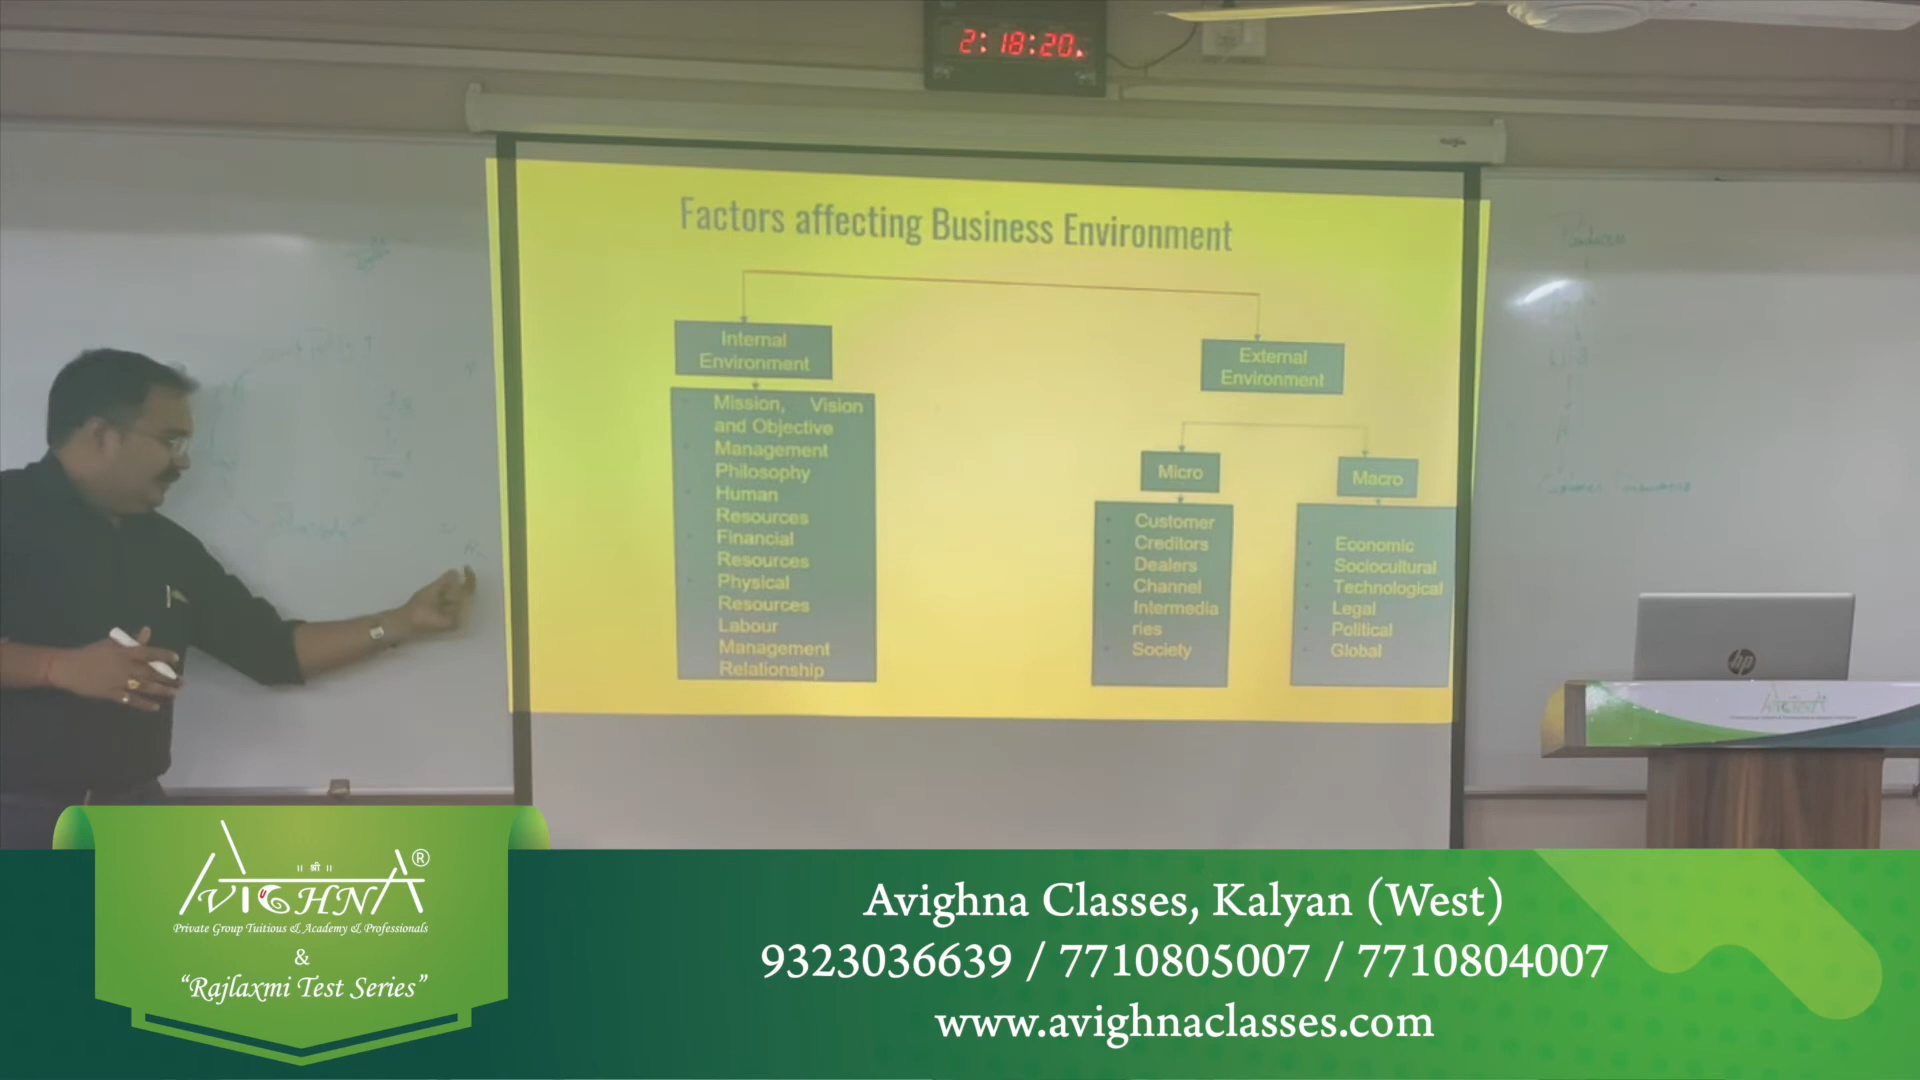 2:18:20
Factors affecting Business Environment
Internal
Environment
Mission, Vision
and Objective
Management
Philosophy
Human
Resources
Financial
Resources
Physical
Resources
Labour
Management
Relationship
External
Environment
Micro
Customer
Creditors
Dealers
Channel
Intermedia
ries
Society
Macro
Economic
Sociocultural
Technological
Legal
Political
Global
hp
॥ श्री ॥
AVIGHNA®
Private Group Tuitions & Academy & Professionals
&
“Rajlaxmi Test Series”
Avighna Classes, Kalyan (West)
9323036639 / 7710805007 / 7710804007
www.avighnaclasses.com